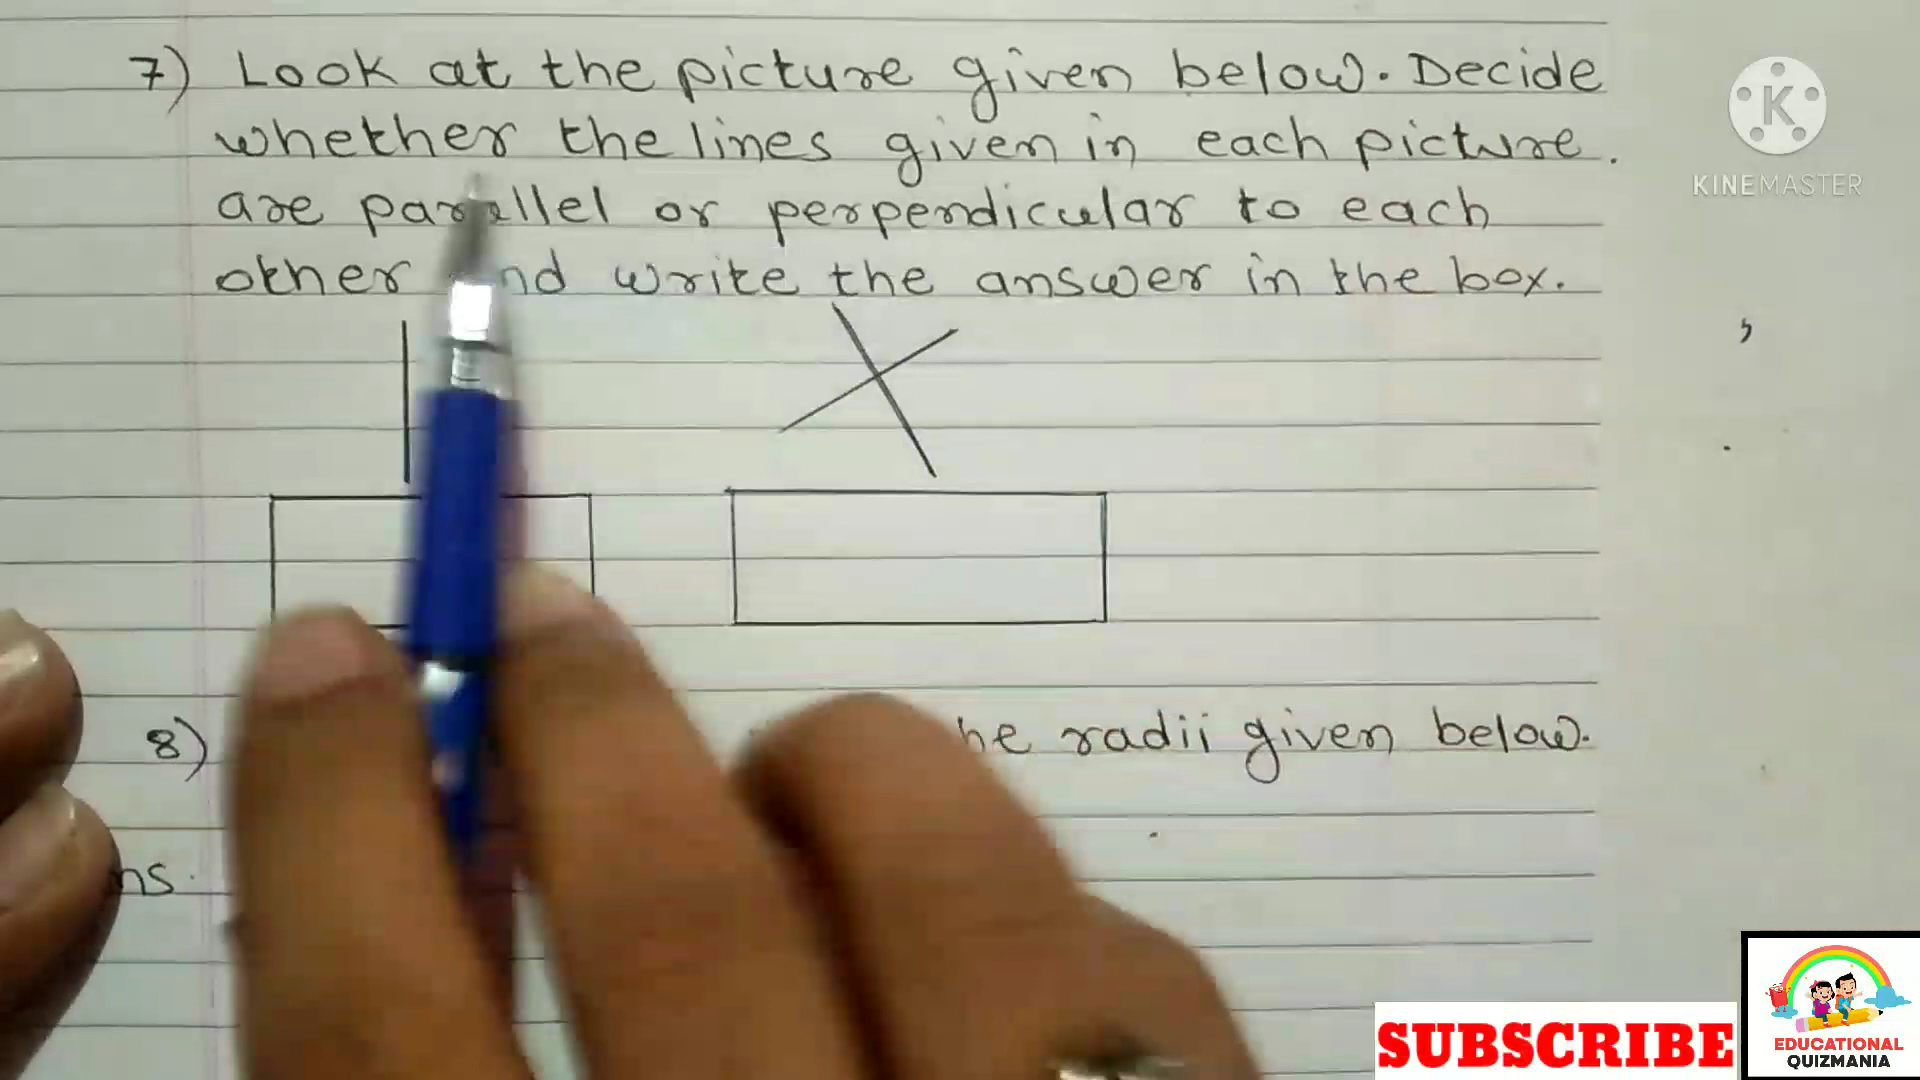 7) Look at the picture given below. Decide
whether the lines given in each picture.
are parallel or perpendicular to each
other and write the answer in the box.
8) he radii given below.
ns.
KINEMASTER
SUBSCRIBE
EDUCATIONAL
QUIZMANIA